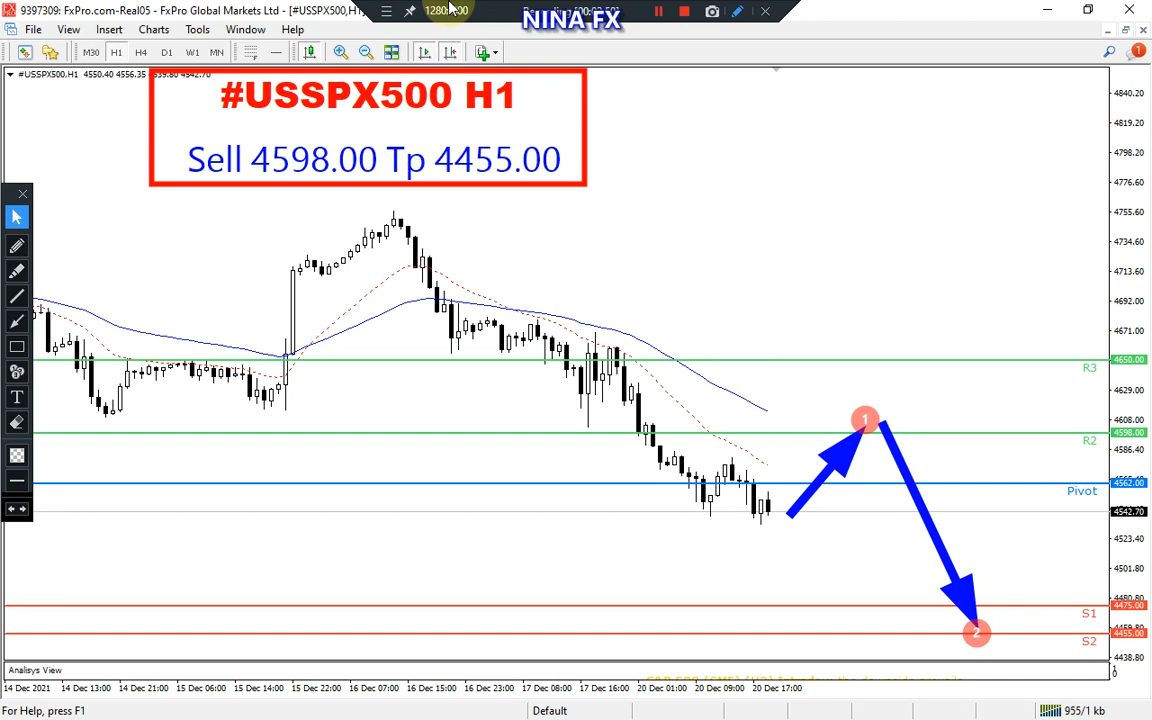 9397309: FxPro.com-Real05 - FxPro Global Markets Ltd - [#USSPX500,H1
1280
NINA FX
File View Insert Charts Tools Window Help
M30 H1 H4 D1 W1 MN
1
#USSPX500,H1 4550.40 4556.35 4542.70
#USSPX500 H1
Sell 4598.00 Tp 4455.00
4840.20
4819.20
4798.20
4776.60
4755.60
4734.60
4713.60
4692.00
4671.00
4650.00
R3
4629.00
1
4608.00
4598.00
R2
4586.40
4562.00
Pivot
4542.70
4523.40
4501.80
4480.80
4475.00
S1
4455.00
2
S2
4438.80
Analisys View
1
0
14 Dec 2021 14 Dec 13:00 14 Dec 21:00 15 Dec 06:00 15 Dec 14:00 15 Dec 22:00 16 Dec 07:00 16 Dec 15:00 16 Dec 23:00 17 Dec 08:00 17 Dec 16:00 20 Dec 01:00 20 Dec 09:00 20 Dec 17:00
For Help, press F1
Default
955/1 kb